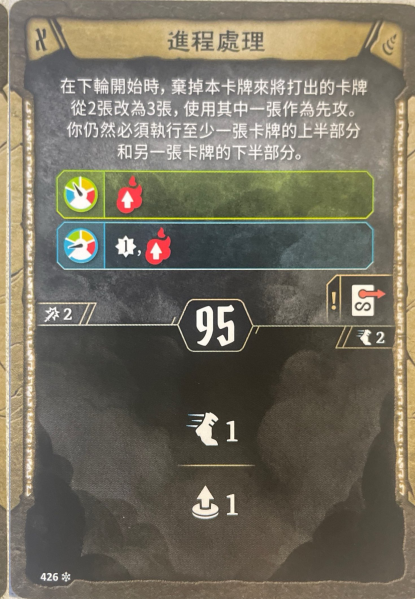 進程處理
在下輪開始時，棄掉本卡牌來將打出的卡牌
從2張改為3張，使用其中一張作為先攻。
你仍然必須執行至少一張卡牌的上半部分
和另一張卡牌的下半部分。
1,
!
S
2
95
2
1
1
426